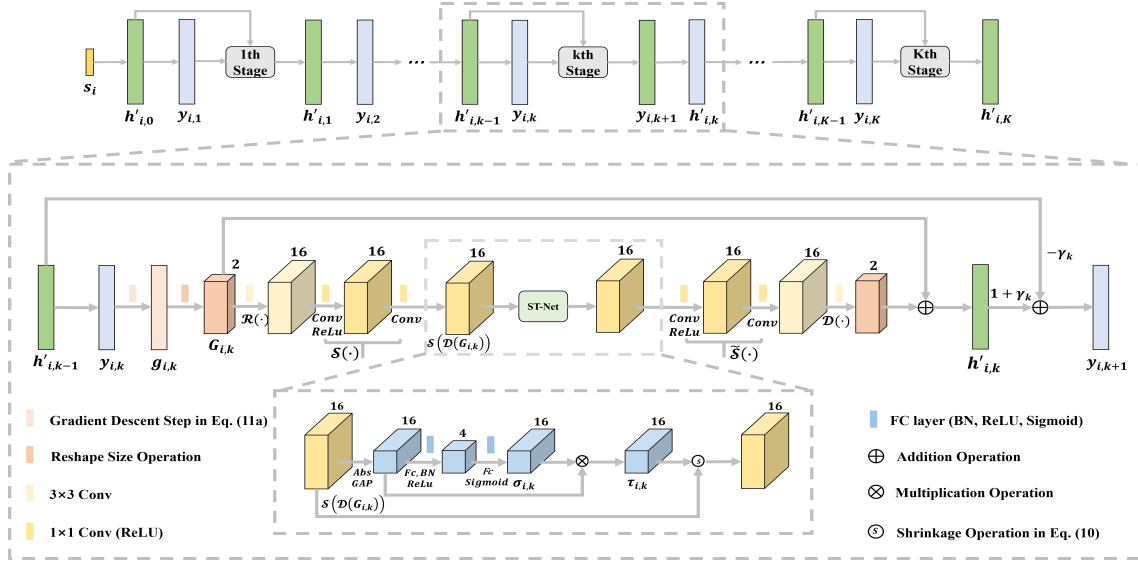 1th
Stage
...
kth
Stage
...
Kth
Stage
s_i
h'_{i,0}
y_{i,1}
h'_{i,1}
y_{i,2}
h'_{i,k-1}
y_{i,k}
y_{i,k+1}
h'_{i,k}
h'_{i,K-1}
y_{i,K}
h'_{i,K}
2
16
16
16
16
16
16
2
−γ_k
1 + γ_k
ST-Net
R(·)
Conv
ReLu
Conv
Conv
ReLu
Conv
D(·)
G_{i,k}
S(·)
S(D(G_{i,k}))
S̃(·)
h'_{i,k-1}
y_{i,k}
g_{i,k}
h'_{i,k}
y_{i,k+1}
16
16
4
16
16
16
Abs
GAP
Fc,BN
ReLu
Fc
Sigmoid
σ_{i,k}
τ_{i,k}
S
S(D(G_{i,k}))
Gradient Descent Step in Eq. (11a)
Reshape Size Operation
3×3 Conv
1×1 Conv (ReLU)
FC layer (BN, ReLU, Sigmoid)
Addition Operation
Multiplication Operation
S
Shrinkage Operation in Eq. (10)